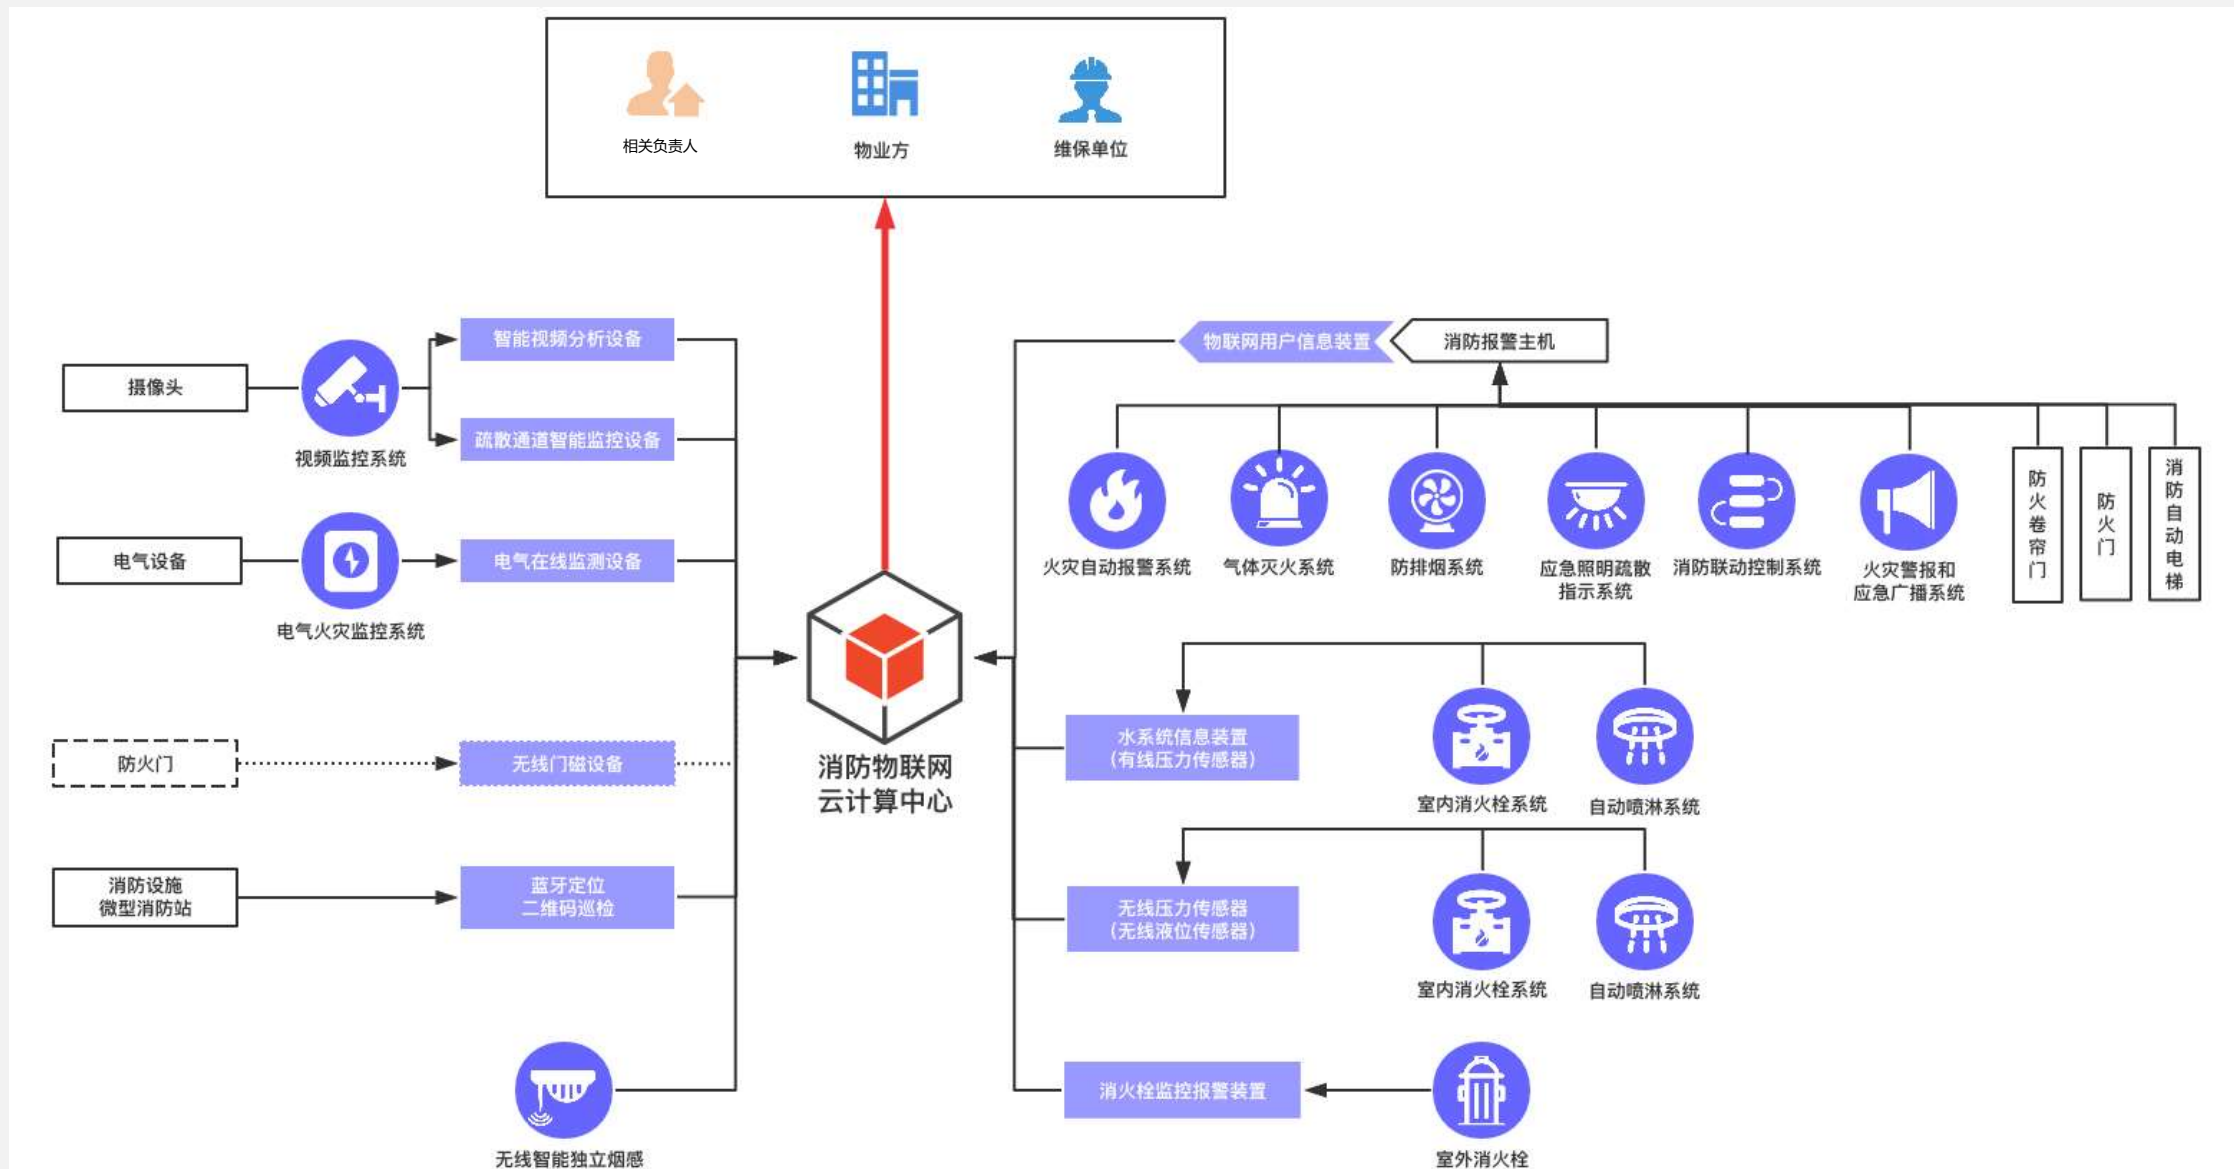 相关负责人
物业方
维保单位
智能视频分析设备
摄像头
视频监控系统
疏散通道智能监控设备
电气设备
电气在线监测设备
电气火灾监控系统
防火门
无线门磁设备
消防设施
微型消防站
蓝牙定位
二维码巡检
无线智能独立烟感
消防物联网
云计算中心
物联网用户信息装置
消防报警主机
火灾自动报警系统
气体灭火系统
防排烟系统
应急照明疏散
指示系统
消防联动控制系统
火灾警报和
应急广播系统
防火卷帘门
防火门
消防自动电梯
水系统信息装置
（有线压力传感器）
室内消火栓系统
自动喷淋系统
无线压力传感器
（无线液位传感器）
室内消火栓系统
自动喷淋系统
消火栓监控报警装置
室外消火栓